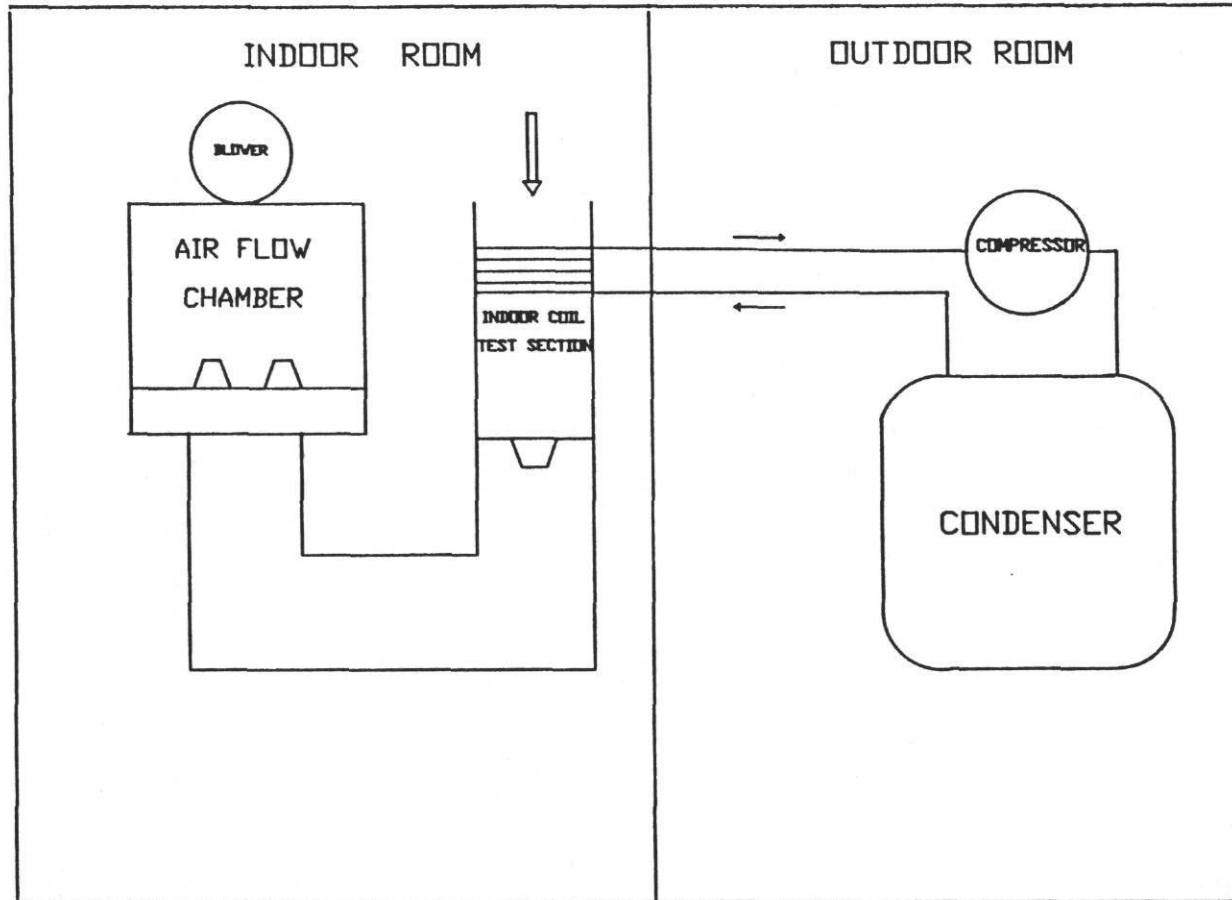 INDOOR ROOM
OUTDOOR ROOM
BLOWER
AIR FLOW
CHAMBER
COMPRESSOR
INDOOR COIL
TEST SECTION
CONDENSER